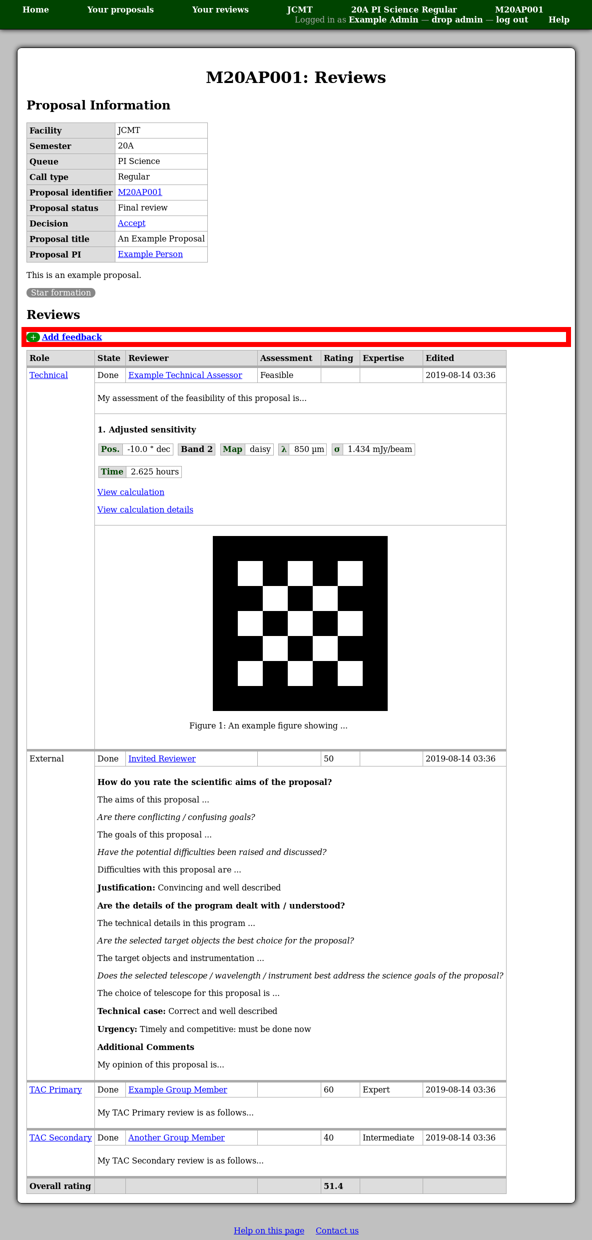 Home Your proposals Your reviews JCMT 20A PI Science Regular M20AP001
Logged in as Example Admin — drop admin — log out Help
M20AP001: Reviews
Proposal Information
Facility JCMT
Semester 20A
Queue PI Science
Call type Regular
Proposal identifier M20AP001
Proposal status Final review
Decision Accept
Proposal title An Example Proposal
Proposal PI Example Person
This is an example proposal.
Star formation
Reviews
+ Add feedback
Role State Reviewer Assessment Rating Expertise Edited
Technical Done Example Technical Assessor Feasible 2019-08-14 03:36
My assessment of the feasibility of this proposal is...
1. Adjusted sensitivity
Pos. -10.0 ° dec Band 2 Map daisy λ 850 µm σ 1.434 mJy/beam
Time 2.625 hours
View calculation
View calculation details
Figure 1: An example figure showing ...
External Done Invited Reviewer 50 2019-08-14 03:36
How do you rate the scientific aims of the proposal?
The aims of this proposal ...
Are there conflicting / confusing goals?
The goals of this proposal ...
Have the potential difficulties been raised and discussed?
Difficulties with this proposal are ...
Justification: Convincing and well described
Are the details of the program dealt with / understood?
The technical details in this program ...
Are the selected target objects the best choice for the proposal?
The target objects and instrumentation ...
Does the selected telescope / wavelength / instrument best address the science goals of the proposal?
The choice of telescope for this proposal is ...
Technical case: Correct and well described
Urgency: Timely and competitive: must be done now
Additional Comments
My opinion of this proposal is...
TAC Primary Done Example Group Member 60 Expert 2019-08-14 03:36
My TAC Primary review is as follows...
TAC Secondary Done Another Group Member 40 Intermediate 2019-08-14 03:36
My TAC Secondary review is as follows...
Overall rating 51.4
Help on this page Contact us